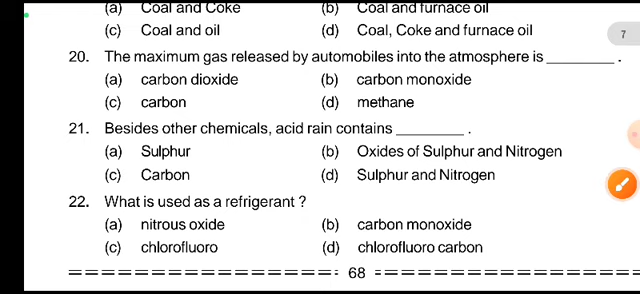 (a) Coal and Coke (b) Coal and furnace oil
(c) Coal and oil (d) Coal, Coke and furnace oil
7
20. The maximum gas released by automobiles into the atmosphere is ________ .
(a) carbon dioxide (b) carbon monoxide
(c) carbon (d) methane
21. Besides other chemicals, acid rain contains ________ .
(a) Sulphur (b) Oxides of Sulphur and Nitrogen
(c) Carbon (d) Sulphur and Nitrogen
22. What is used as a refrigerant ?
(a) nitrous oxide (b) carbon monoxide
(c) chlorofluoro (d) chlorofluoro carbon
================== : 68 : ==================